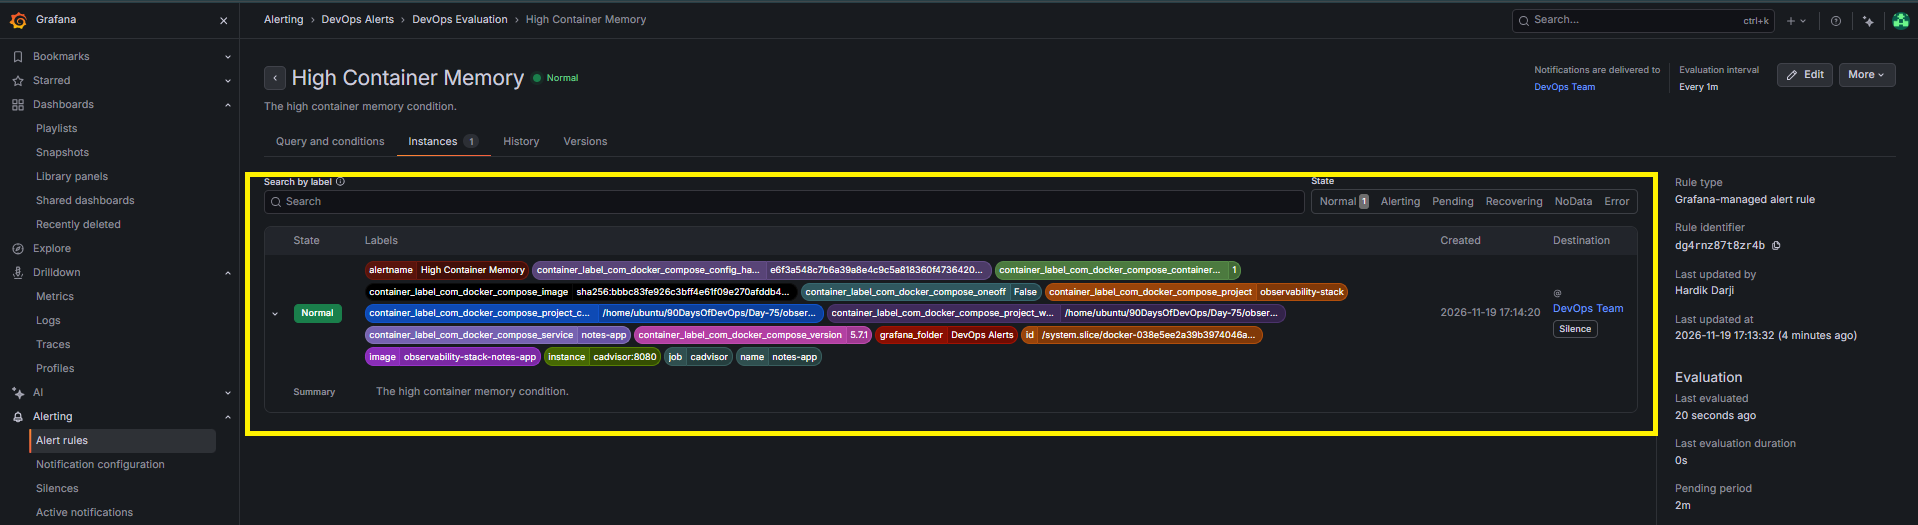 Grafana
Alerting › DevOps Alerts › DevOps Evaluation › High Container Memory
Search...
ctrl+k
Bookmarks
Starred
Dashboards
Playlists
Snapshots
Library panels
Shared dashboards
Recently deleted
Explore
Drilldown
Metrics
Logs
Traces
Profiles
AI
Alerting
Alert rules
Notification configuration
Silences
Active notifications
High Container Memory
Normal
The high container memory condition.
Notifications are delivered to
DevOps Team
Evaluation interval
Every 1m
Edit
More
Query and conditions
Instances 1
History
Versions
Search by label
Search
State
Normal 1
Alerting
Pending
Recovering
NoData
Error
State Labels Created Destination
Normal
alertname High Container Memory container_label_com_docker_compose_config_ha... e6f3a548c7b6a39a8e4c9c5a818360f4736420... container_label_com_docker_compose_container... 1
container_label_com_docker_compose_image sha256:bbbc83fe926c3bff4e61f09e270afddb4... container_label_com_docker_compose_oneoff False container_label_com_docker_compose_project observability-stack
container_label_com_docker_compose_project_c... /home/ubuntu/90DaysOfDevOps/Day-75/obser... container_label_com_docker_compose_project_w... /home/ubuntu/90DaysOfDevOps/Day-75/obser...
container_label_com_docker_compose_service notes-app container_label_com_docker_compose_version 5.7.1 grafana_folder DevOps Alerts id /system.slice/docker-038e5ee2a39b3974046a...
image observability-stack-notes-app instance cadvisor:8080 job cadvisor name notes-app
2026-11-19 17:14:20
@
DevOps Team
Silence
Summary The high container memory condition.
Rule type
Grafana-managed alert rule
Rule identifier
dg4rnz87t8zr4b
Last updated by
Hardik Darji
Last updated at
2026-11-19 17:13:32 (4 minutes ago)
Evaluation
Last evaluated
20 seconds ago
Last evaluation duration
0s
Pending period
2m